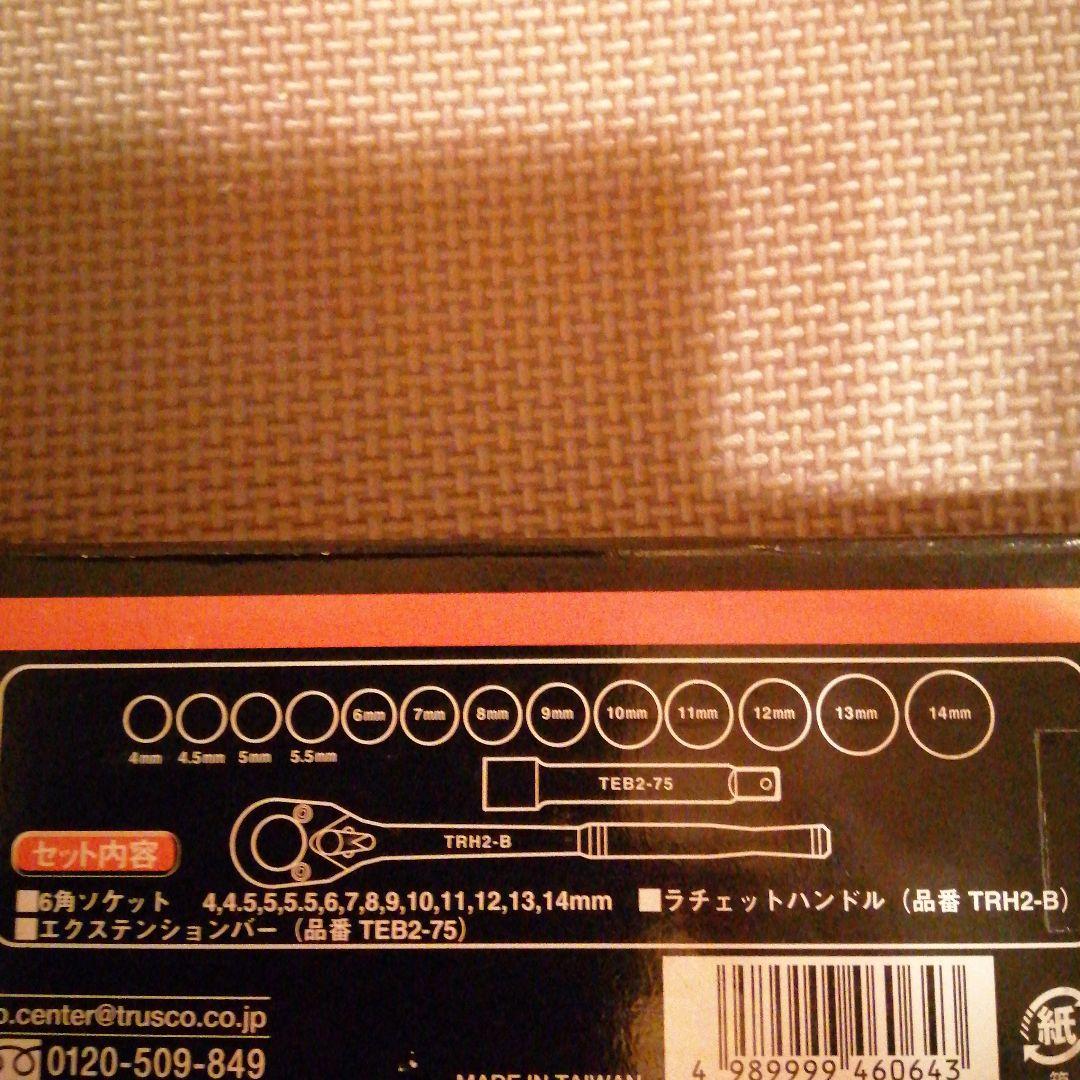 6mm 7mm 8mm 9mm 10mm 11mm 12mm 13mm 14mm
4mm 4.5mm 5mm 5.5mm
TEB2-75
TRH2-B
セット内容
■6角ソケット 4,4.5,5,5.5,6,7,8,9,10,11,12,13,14mm ■ラチェットハンドル（品番 TRH2-B）
■エクステンションバー（品番 TEB2-75）
.center@trusco.co.jp
0120-509-849
MADE IN TAIWAN
4 989999 460643
紙